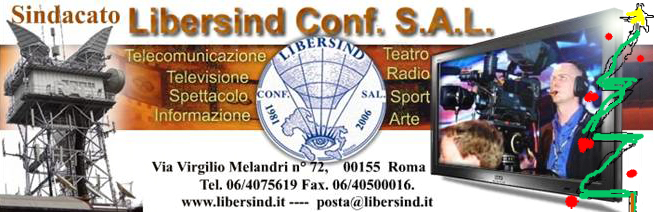 Sindacato Libersind Conf. S.A.L.
Telecomunicazione
Televisione
Spettacolo
Informazione
LIBERSIND
CONF. SAL.
1981 2006
Teatro
Radio
Sport
Arte
Via Virgilio Melandri n° 72, 00155 Roma
Tel. 06/4075619 Fax. 06/40500016.
www.libersind.it ---- posta@libersind.it